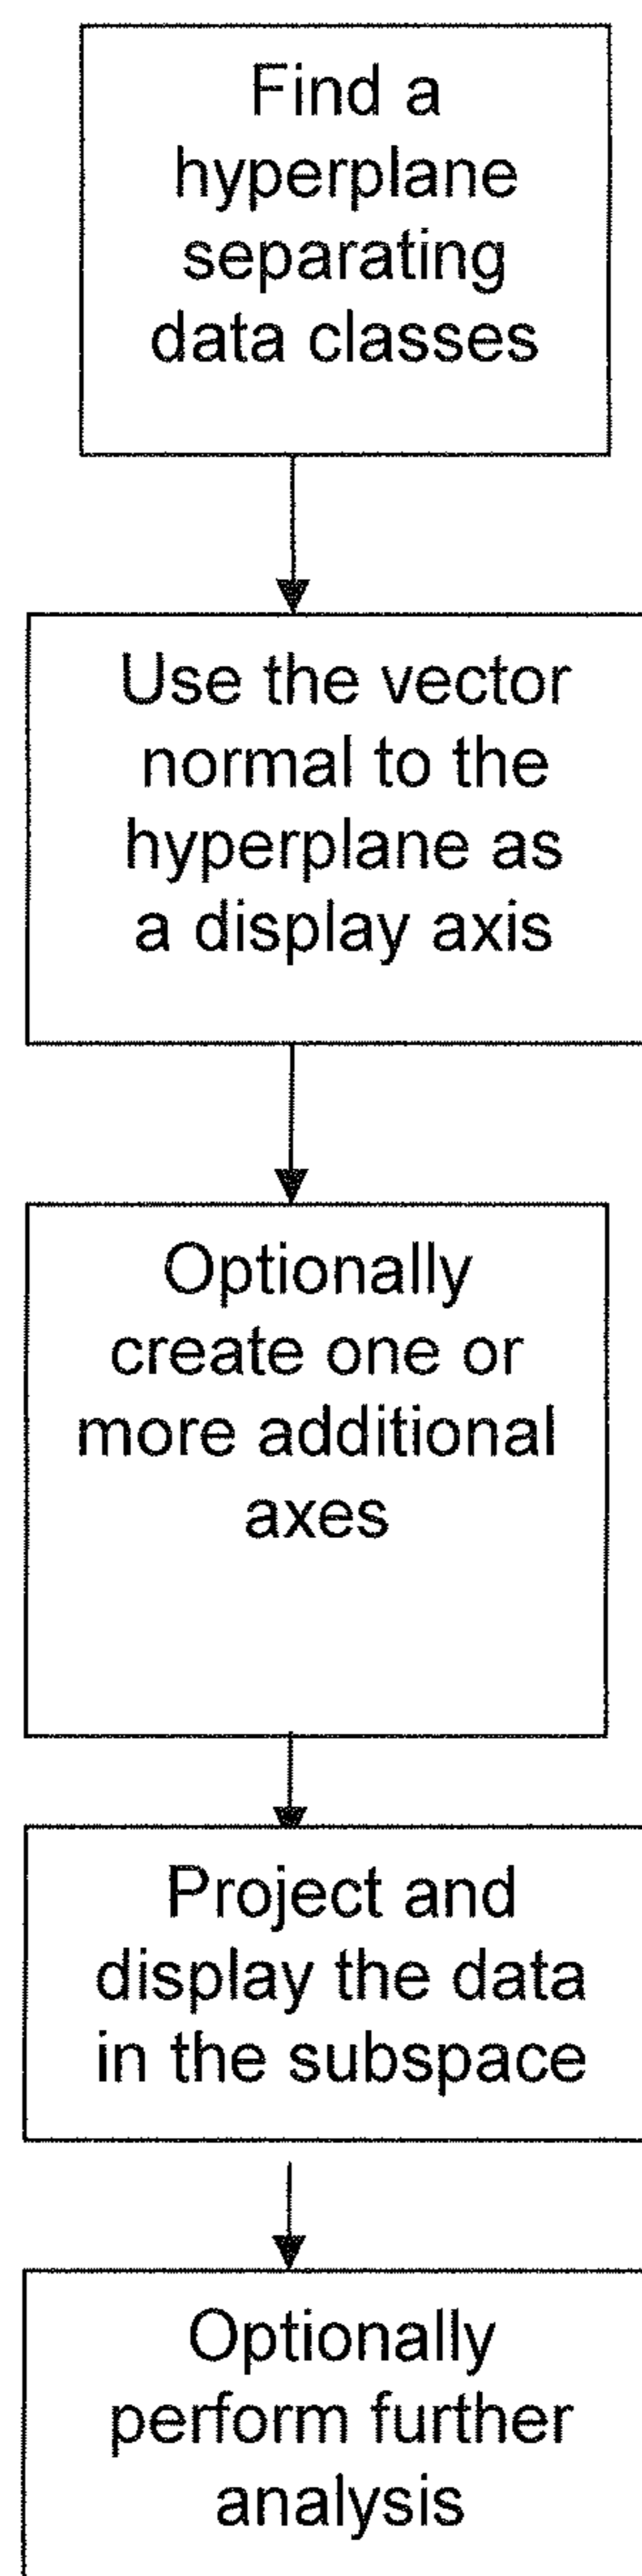 Find a
hyperplane
separating
data classes
Use the vector
normal to the
hyperplane as
a display axis
Optionally
create one or
more additional
axes
Project and
display the data
in the subspace
Optionally
perform further
analysis